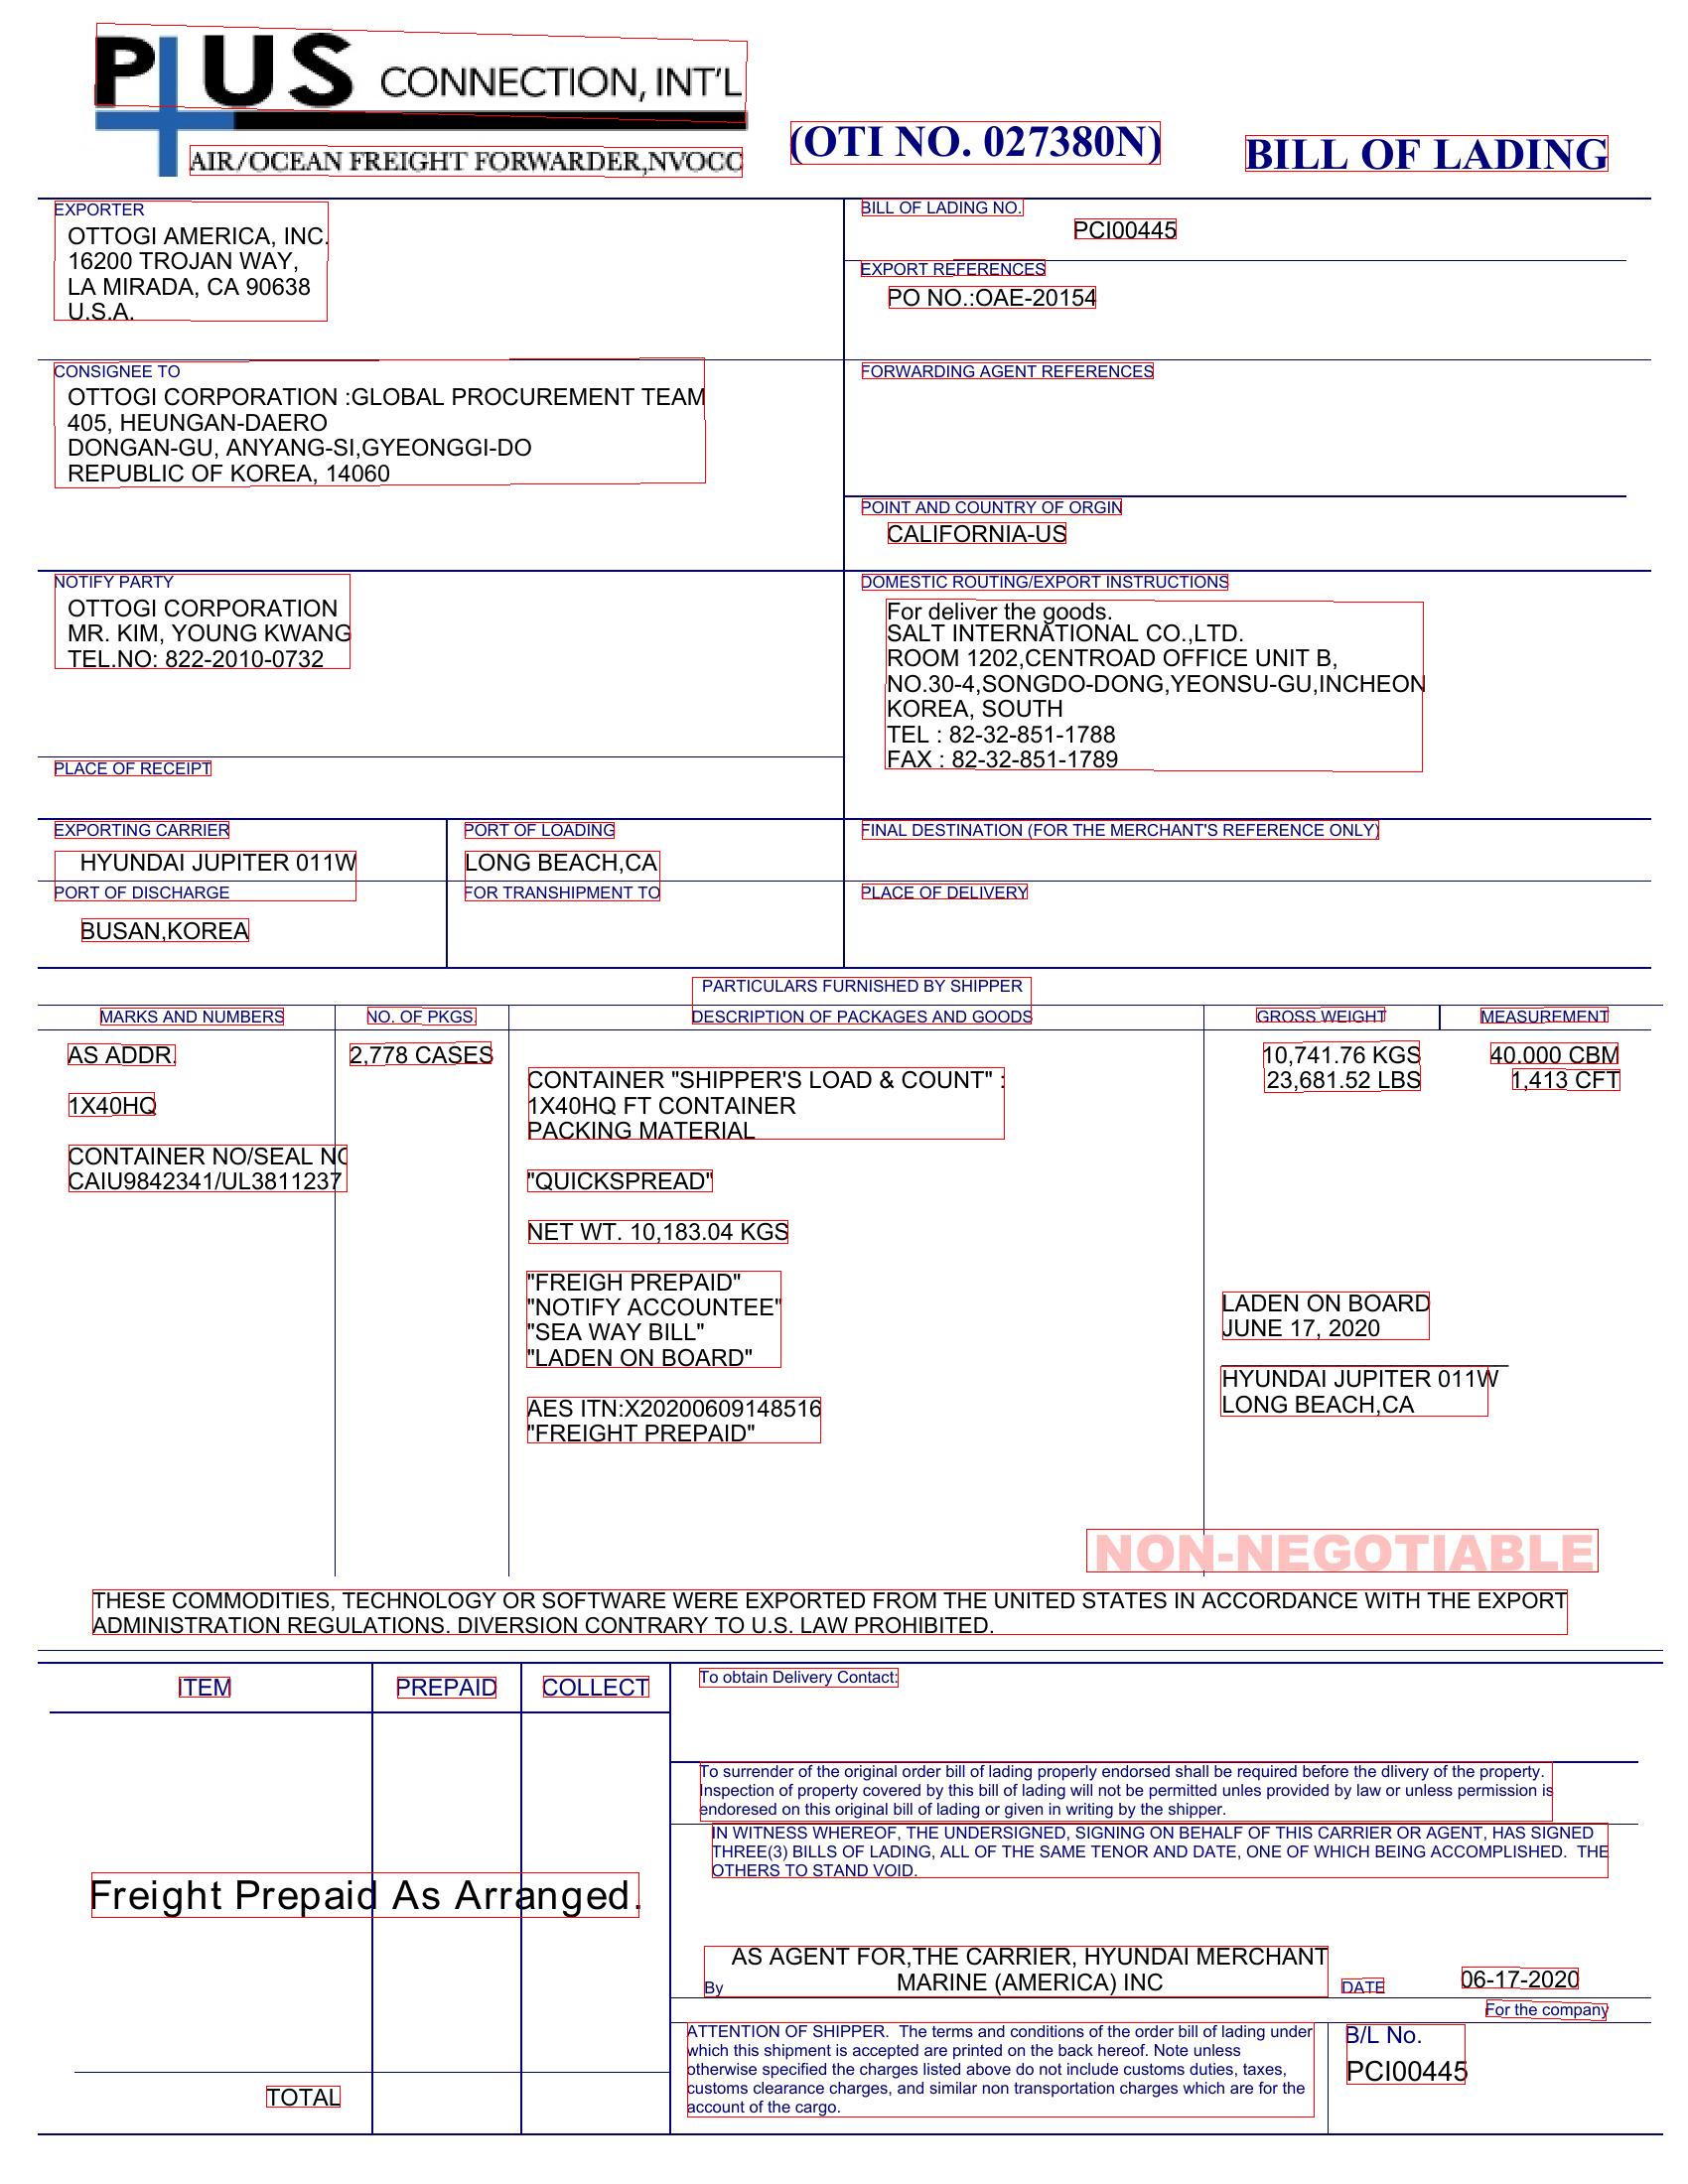 PLUS CONNECTION, INT'L
AIR/OCEAN FREIGHT FORWARDER,NVOCC
(OTI NO. 027380N)
BILL OF LADING
EXPORTER
OTTOGI AMERICA, INC.
16200 TROJAN WAY,
LA MIRADA, CA 90638
U.S.A.
BILL OF LADING NO.
PCI00445
EXPORT REFERENCES
PO NO.:OAE-20154
CONSIGNEE TO
OTTOGI CORPORATION :GLOBAL PROCUREMENT TEAM
405, HEUNGAN-DAERO
DONGAN-GU, ANYANG-SI,GYEONGGI-DO
REPUBLIC OF KOREA, 14060
FORWARDING AGENT REFERENCES
POINT AND COUNTRY OF ORGIN
CALIFORNIA-US
NOTIFY PARTY
OTTOGI CORPORATION
MR. KIM, YOUNG KWANG
TEL.NO: 822-2010-0732
DOMESTIC ROUTING/EXPORT INSTRUCTIONS
For deliver the goods.
SALT INTERNATIONAL CO.,LTD.
ROOM 1202,CENTROAD OFFICE UNIT B,
NO.30-4,SONGDO-DONG,YEONSU-GU,INCHEON
KOREA, SOUTH
TEL : 82-32-851-1788
FAX : 82-32-851-1789
PLACE OF RECEIPT
EXPORTING CARRIER
HYUNDAI JUPITER 011W
PORT OF LOADING
LONG BEACH,CA
FINAL DESTINATION (FOR THE MERCHANT'S REFERENCE ONLY)
PORT OF DISCHARGE
BUSAN,KOREA
FOR TRANSHIPMENT TO
PLACE OF DELIVERY
PARTICULARS FURNISHED BY SHIPPER
MARKS AND NUMBERS
NO. OF PKGS.
DESCRIPTION OF PACKAGES AND GOODS
GROSS WEIGHT
MEASUREMENT
AS ADDR.
1X40HQ
CONTAINER NO/SEAL NO
CAIU9842341/UL3811237
2,778 CASES
CONTAINER "SHIPPER'S LOAD & COUNT" :
1X40HQ FT CONTAINER
PACKING MATERIAL
"QUICKSPREAD"
NET WT. 10,183.04 KGS
"FREIGH PREPAID"
"NOTIFY ACCOUNTEE"
"SEA WAY BILL"
"LADEN ON BOARD"
AES ITN:X20200609148516
"FREIGHT PREPAID"
10,741.76 KGS
23,681.52 LBS
40.000 CBM
1,413 CFT
LADEN ON BOARD
JUNE 17, 2020
HYUNDAI JUPITER 011W
LONG BEACH,CA
NON-NEGOTIABLE
THESE COMMODITIES, TECHNOLOGY OR SOFTWARE WERE EXPORTED FROM THE UNITED STATES IN ACCORDANCE WITH THE EXPORT
ADMINISTRATION REGULATIONS. DIVERSION CONTRARY TO U.S. LAW PROHIBITED.
ITEM
PREPAID
COLLECT
Freight Prepaid As Arranged.
TOTAL
To obtain Delivery Contact:
To surrender of the original order bill of lading properly endorsed shall be required before the dlivery of the property.
Inspection of property covered by this bill of lading will not be permitted unles provided by law or unless permission is
endoresed on this original bill of lading or given in writing by the shipper.
IN WITNESS WHEREOF, THE UNDERSIGNED, SIGNING ON BEHALF OF THIS CARRIER OR AGENT, HAS SIGNED
THREE(3) BILLS OF LADING, ALL OF THE SAME TENOR AND DATE, ONE OF WHICH BEING ACCOMPLISHED. THE
OTHERS TO STAND VOID.
AS AGENT FOR,THE CARRIER, HYUNDAI MERCHANT
By MARINE (AMERICA) INC
DATE 06-17-2020
For the company
ATTENTION OF SHIPPER. The terms and conditions of the order bill of lading under
which this shipment is accepted are printed on the back hereof. Note unless
otherwise specified the charges listed above do not include customs duties, taxes,
customs clearance charges, and similar non transportation charges which are for the
account of the cargo.
B/L No.
PCI00445